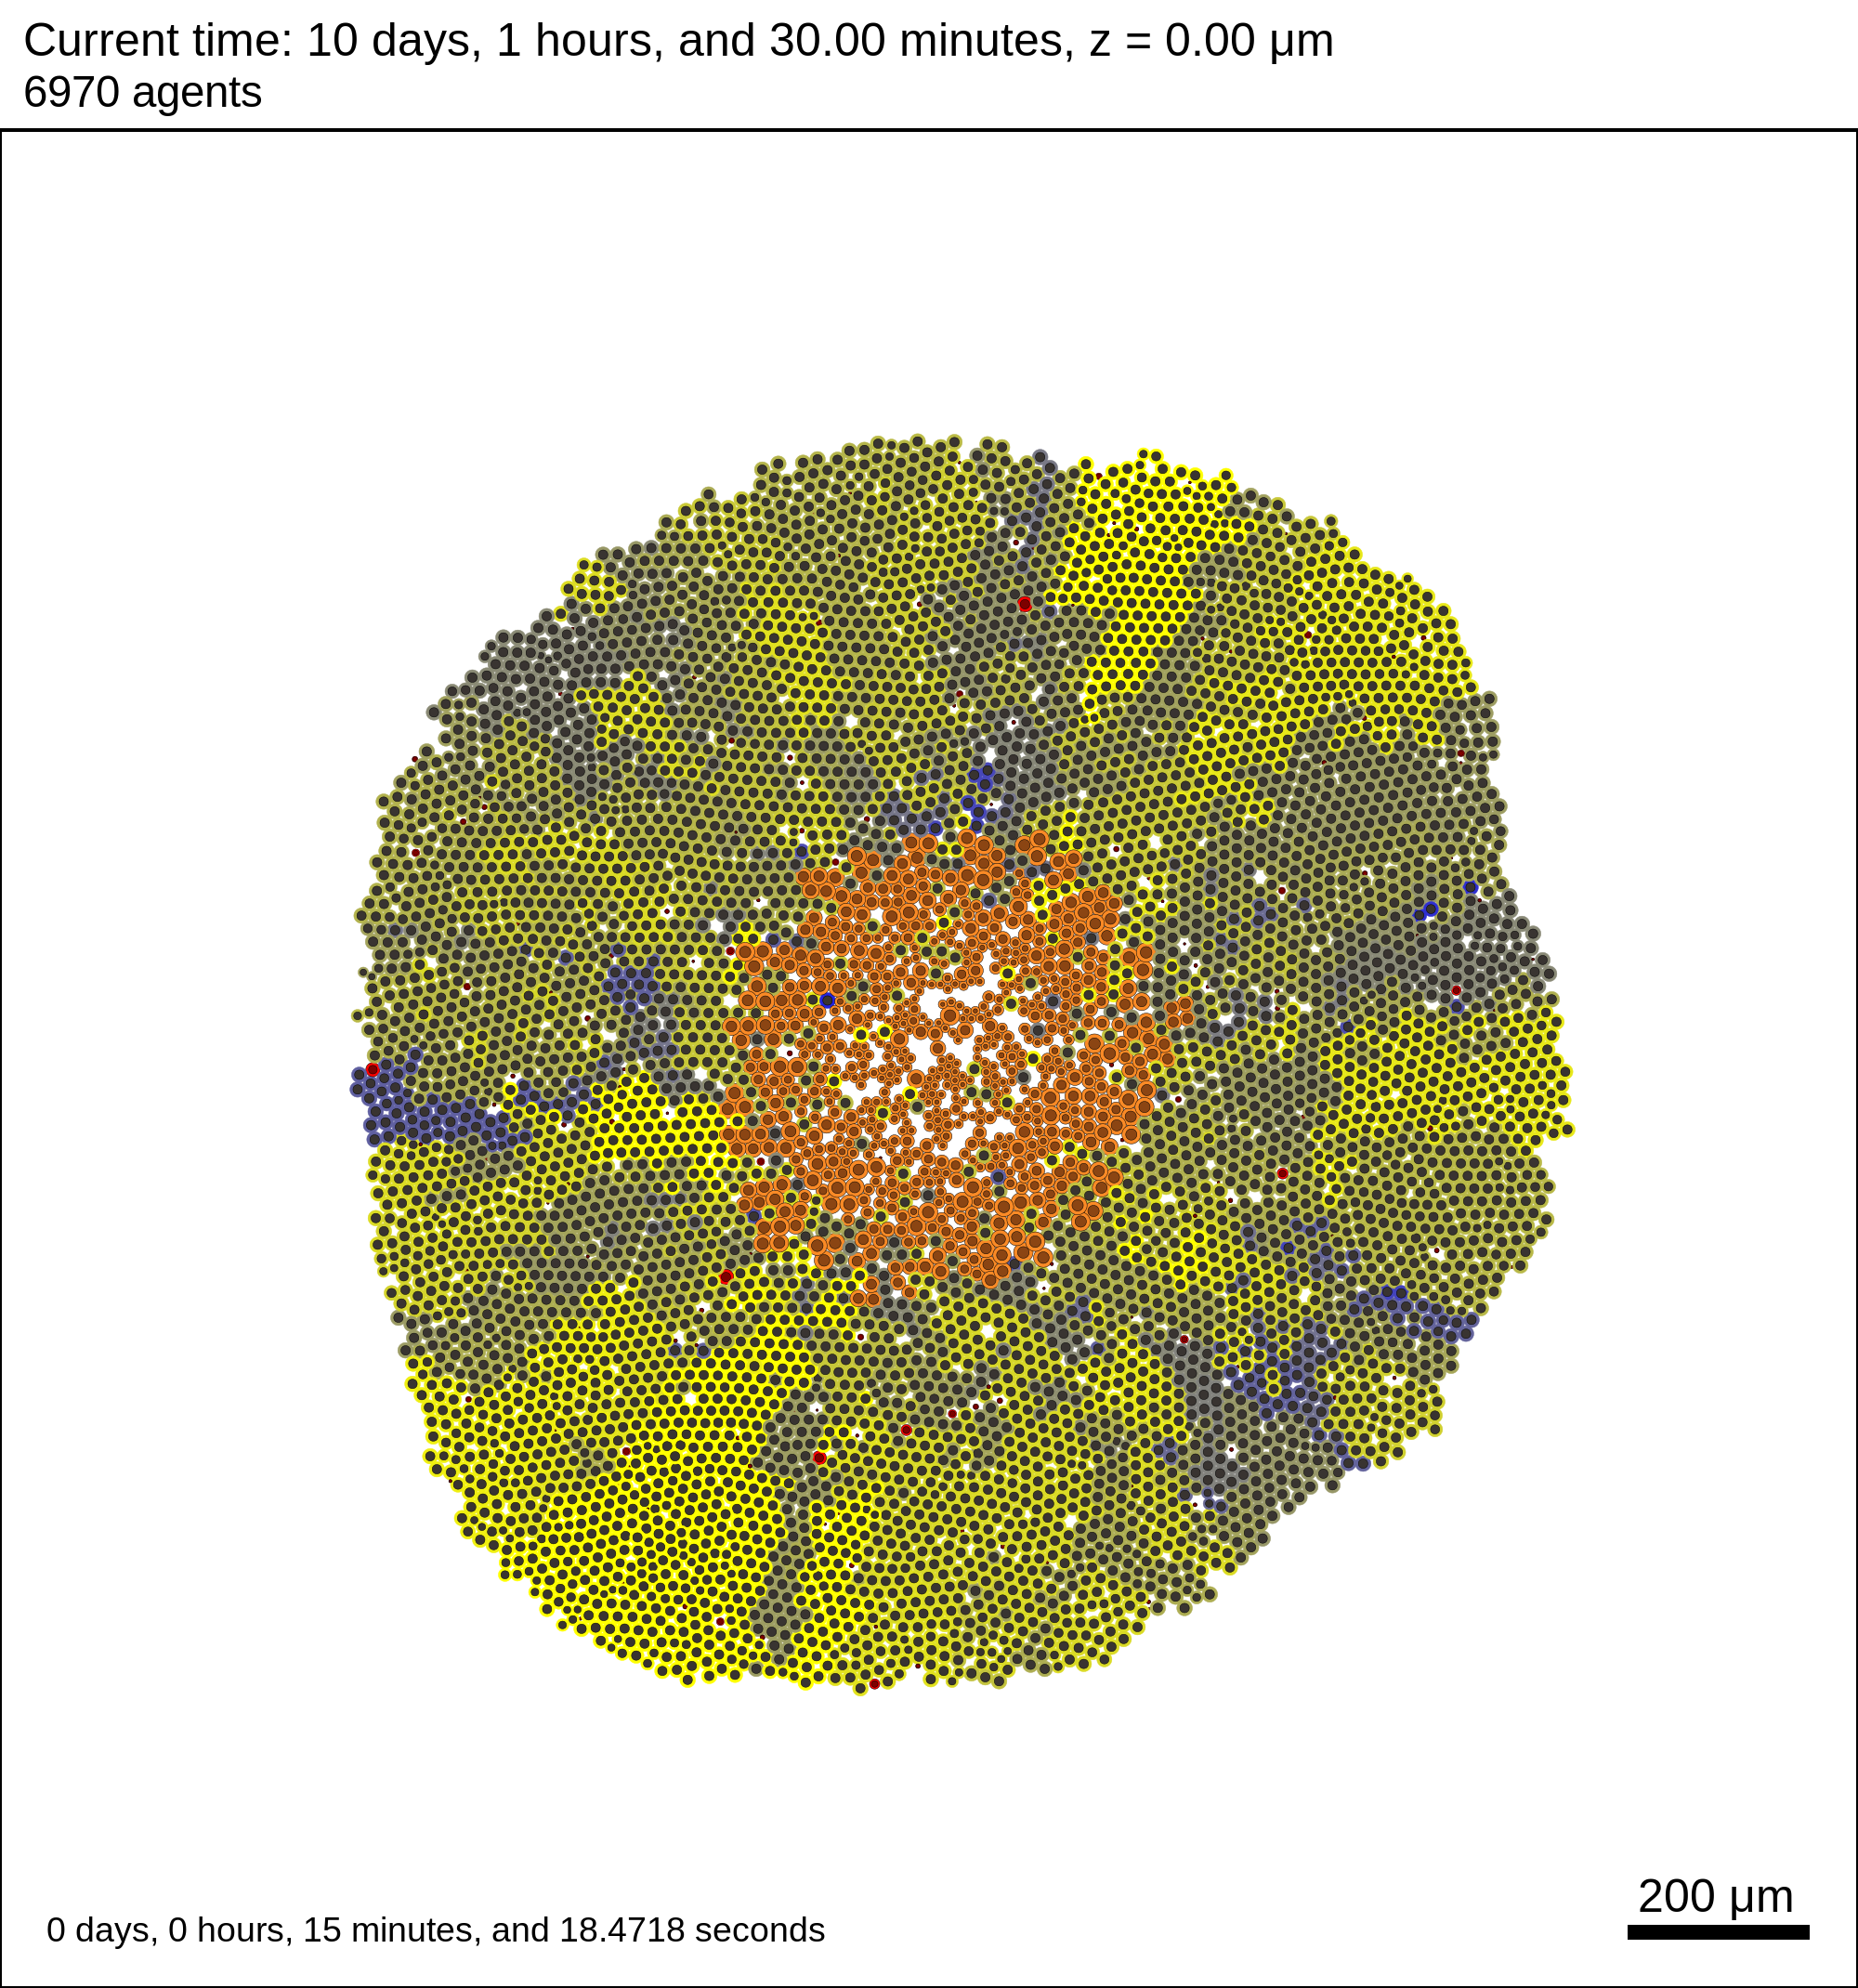 Current time: 10 days, 1 hours, and 30.00 minutes, z = 0.00 μm
6970 agents
200 μm
0 days, 0 hours, 15 minutes, and 18.4718 seconds